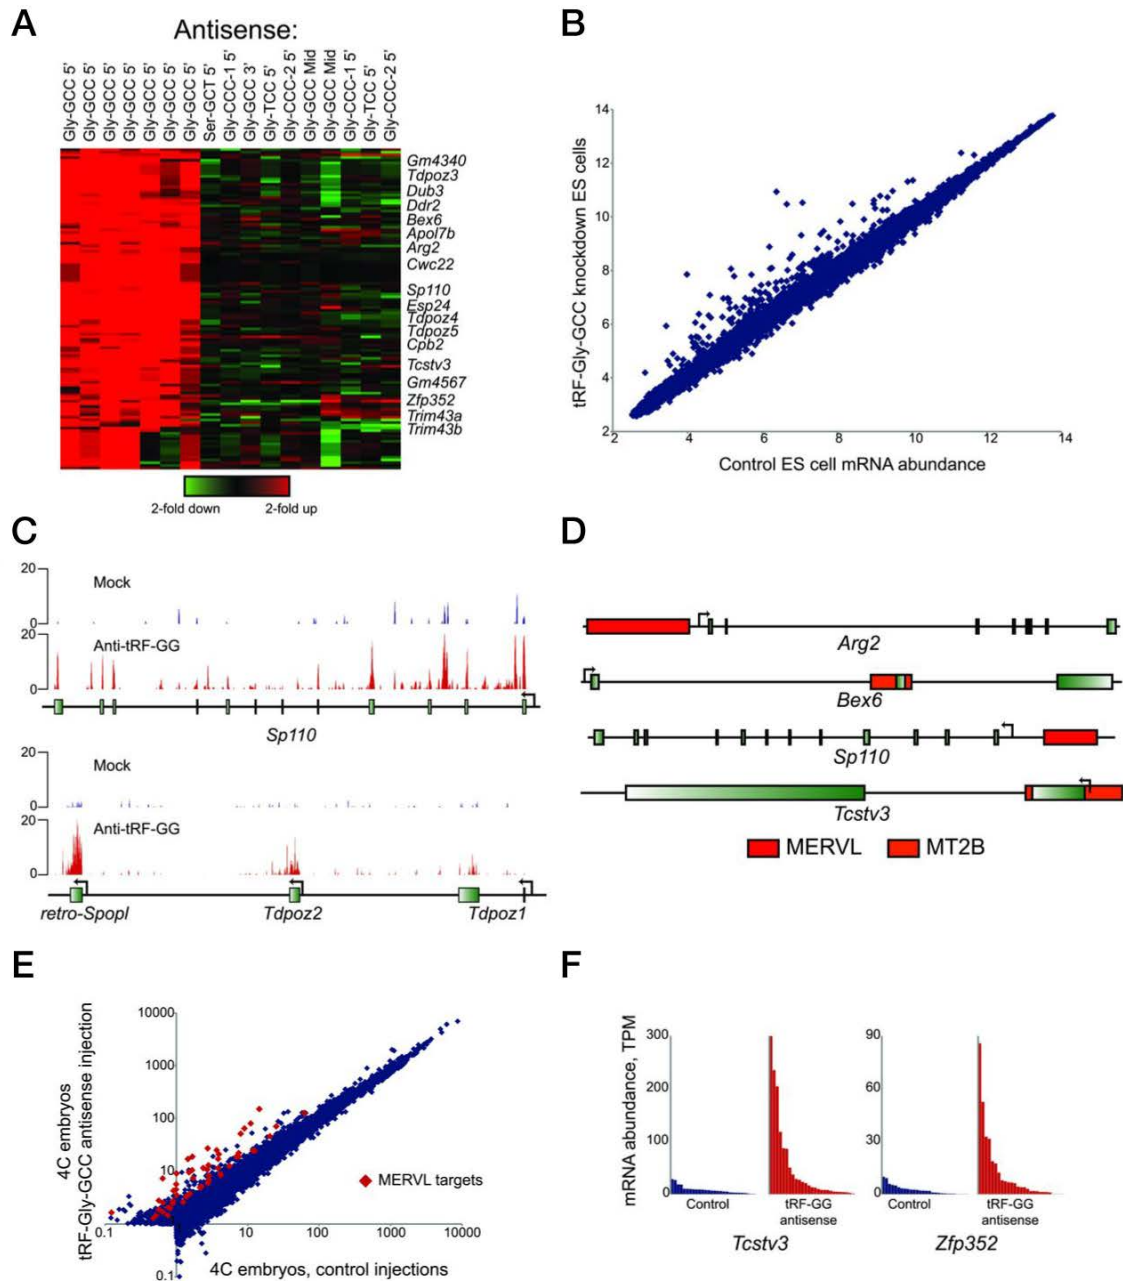 A
Antisense:
Gly-GCC 5'
Gly-GCC 5'
Gly-GCC 5'
Gly-GCC 5'
Gly-GCC 5'
Gly-GCC 5'
Gly-GCC 5'
Ser-GCT 5'
Gly-CCC-1 5'
Gly-GCC 3'
Gly-TCC 5'
Gly-CCC-2 5'
Gly-GCC Mid
Gly-GCC Mid
Gly-CCC-1 5'
Gly-TCC 5'
Gly-CCC-2 5'
Gm4340
Tdpoz3
Dub3
Ddr2
Bex6
Apol7b
Arg2
Cwc22
Sp110
Esp24
Tdpoz4
Tdpoz5
Cpb2
Tcstv3
Gm4567
Zfp352
Trim43a
Trim43b
2-fold down 2-fold up
B
tRF-Gly-GCC knockdown ES cells
14
12
10
8
6
4
2
2 4 6 8 10 12 14
Control ES cell mRNA abundance
C
20
Mock
0
20
Anti-tRF-GG
0
Sp110
20
Mock
0
20
Anti-tRF-GG
0
retro-Spopl Tdpoz2 Tdpoz1
D
Arg2
Bex6
Sp110
Tcstv3
MERVL MT2B
E
4C embryos
tRF-Gly-GCC antisense injection
10000
1000
100
10
0.1 1 10 100 1000 10000
0.1
MERVL targets
4C embryos, control injections
F
mRNA abundance, TPM
300
200
100
0
Control tRF-GG
antisense
Tcstv3
90
60
30
0
Control tRF-GG
antisense
Zfp352